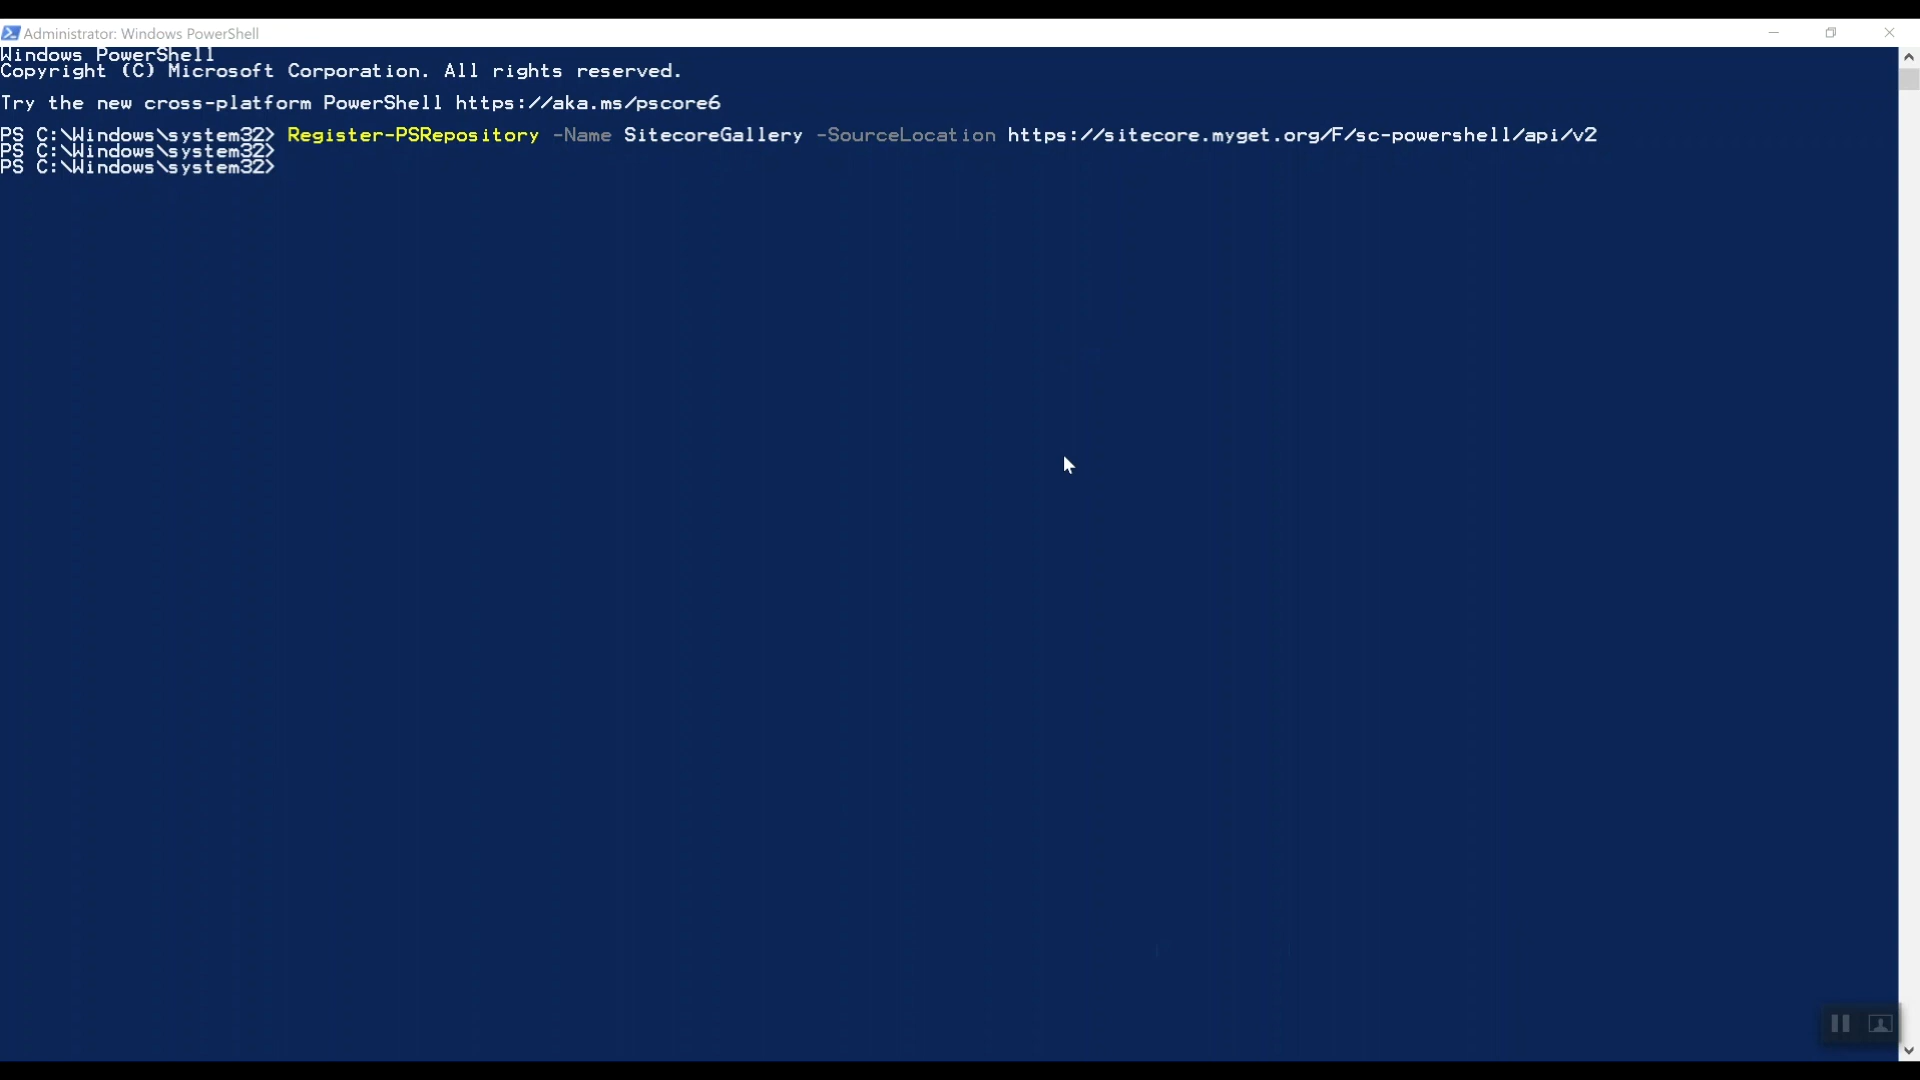 Administrator: Windows PowerShell
Windows PowerShell
Copyright (C) Microsoft Corporation. All rights reserved.
Try the new cross-platform PowerShell https://aka.ms/pscore6
PS C:\Windows\system32> Register-PSRepository -Name SitecoreGallery -SourceLocation https://sitecore.myget.org/F/sc-powershell/api/v2
PS C:\Windows\system32>
PS C:\Windows\system32>